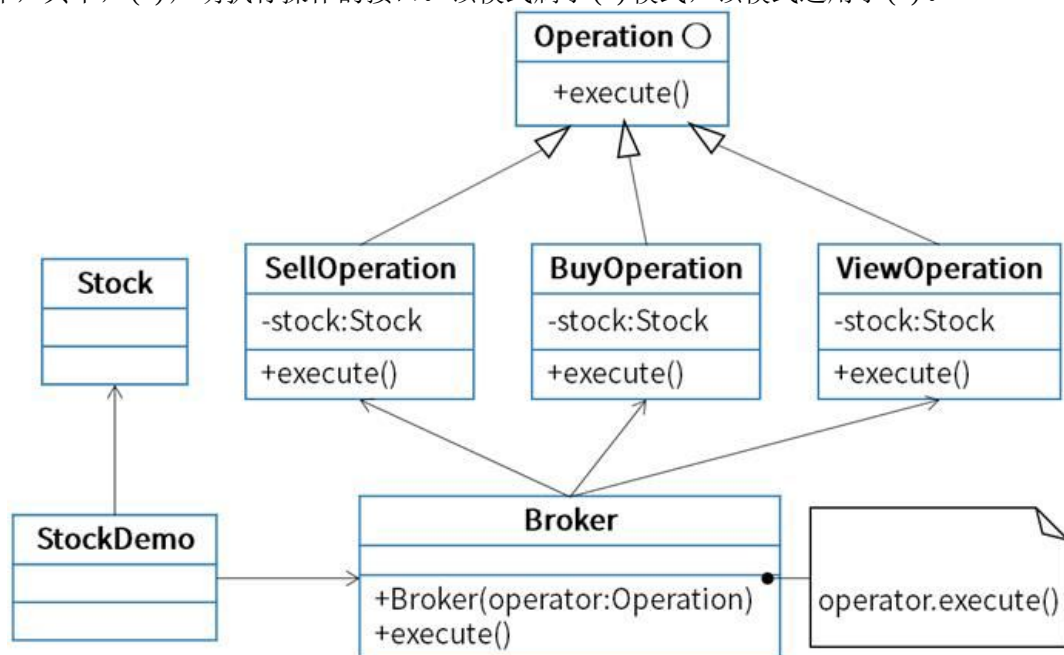 Operation
+execute()
SellOperation
-stock:Stock
+execute()
BuyOperation
-stock:Stock
+execute()
ViewOperation
-stock:Stock
+execute()
Stock
StockDemo
Broker
+Broker(operator:Operation)
+execute()
operator.execute()